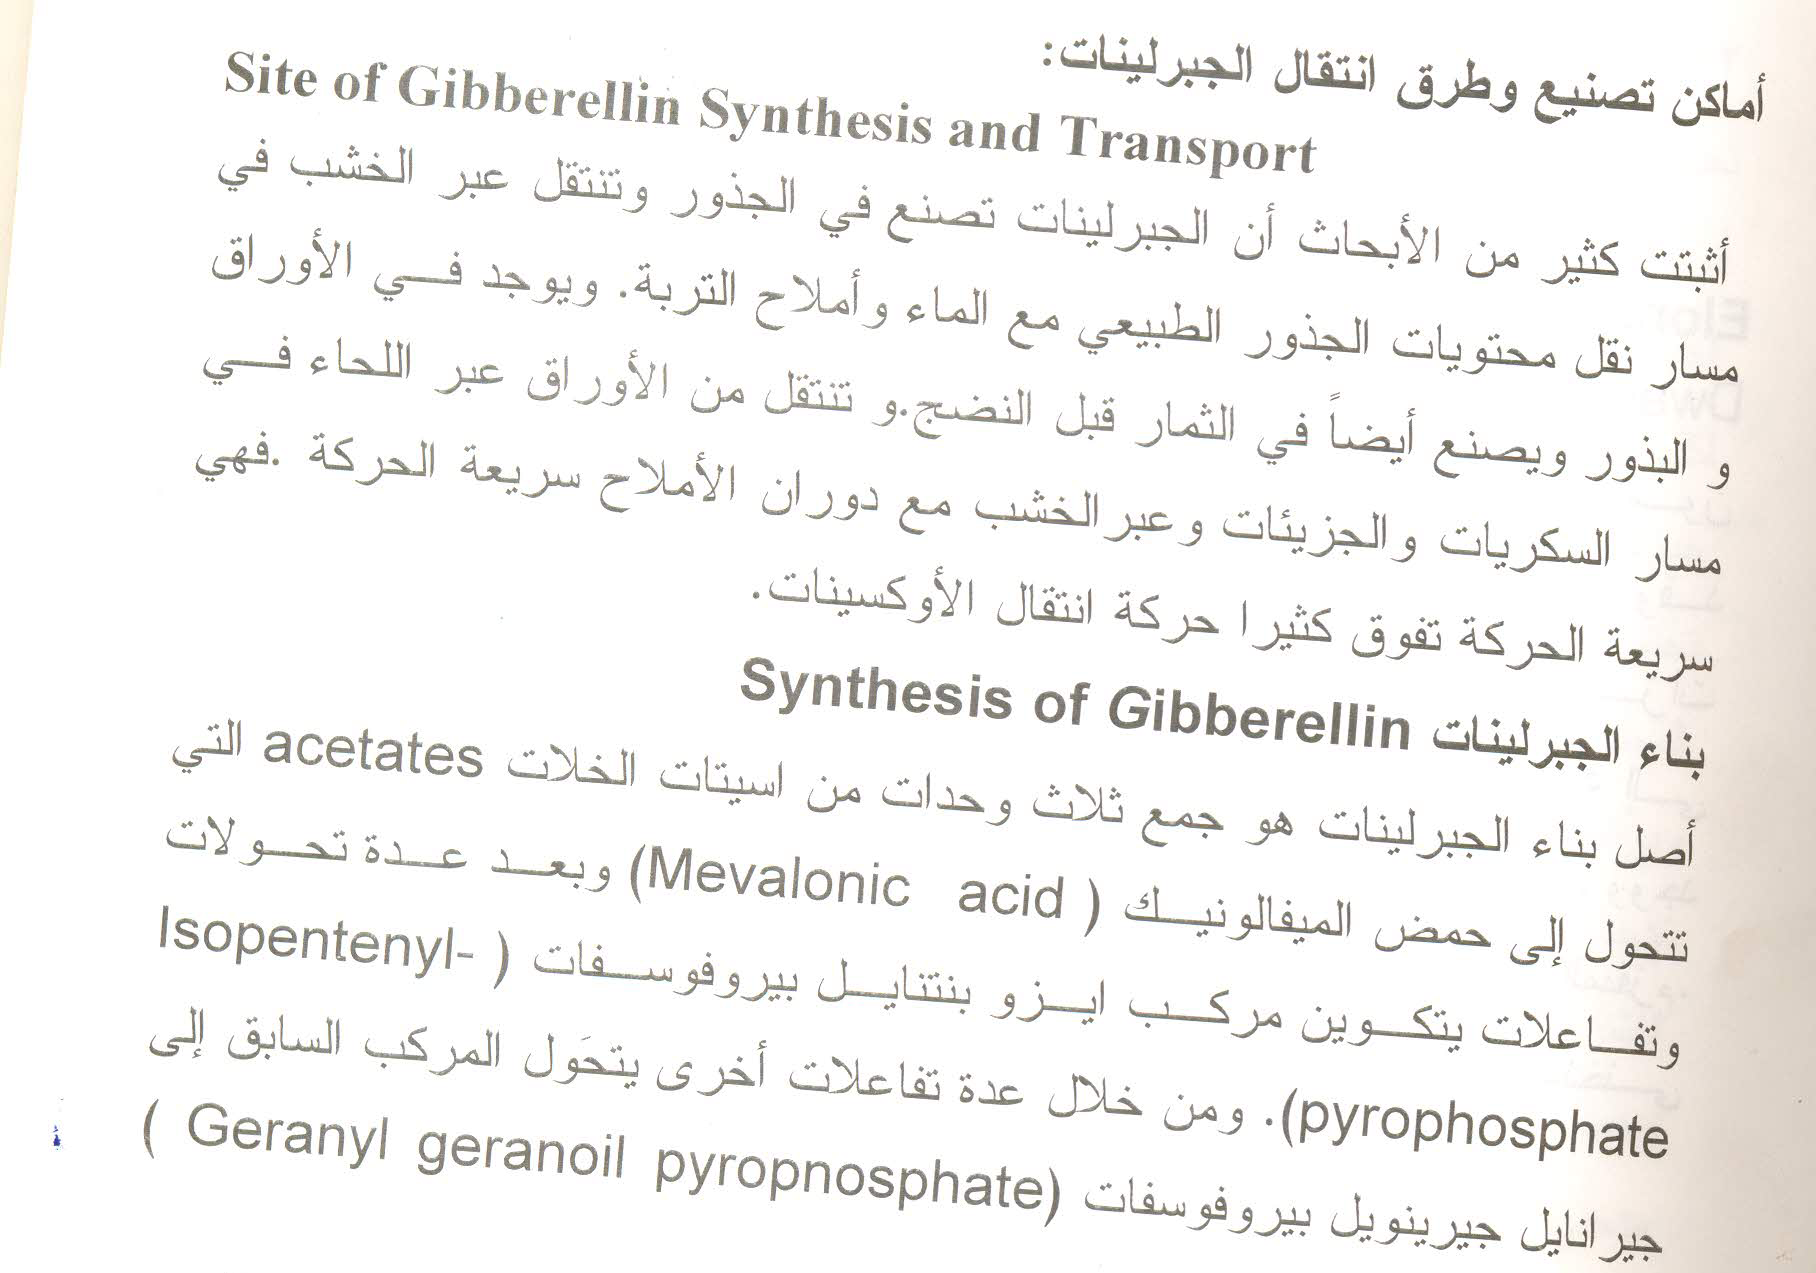 أماكن تصنيع وطرق انتقال الجبرلينات:
Site of Gibberellin Synthesis and Transport
أثبتت كثير من الأبحاث أن الجبرلينات تصنع في الجذور وتنتقل عبر الخشب في
مسار نقل محتويات الجذور الطبيعي مع الماء وأملاح التربة. ويوجد في الأوراق
و البذور ويصنع أيضاً في الثمار قبل النضج.و تنتقل من الأوراق عبر اللحاء في
مسار السكريات والجزيئات وعبرالخشب مع دوران الأملاح سريعة الحركة .فهي
سريعة الحركة تفوق كثيرا حركة انتقال الأوكسينات.
بناء الجبرلينات Synthesis of Gibberellin
أصل بناء الجبرلينات هو جمع ثلاث وحدات من اسيتات الخلات acetates التي
تتحول إلى حمض الميفالونيك ( Mevalonic acid) وبعد عدة تحولات
وتفاعلات يتكوين مركب ايزو بنتنايل بيروفوسفات ( Isopentenyl-
pyrophosphate). ومن خلال عدة تفاعلات أخرى يتحَول المركب السابق إلى
جيرانايل جيرينويل بيروفوسفات (Geranyl geranoil pyropnosphate )